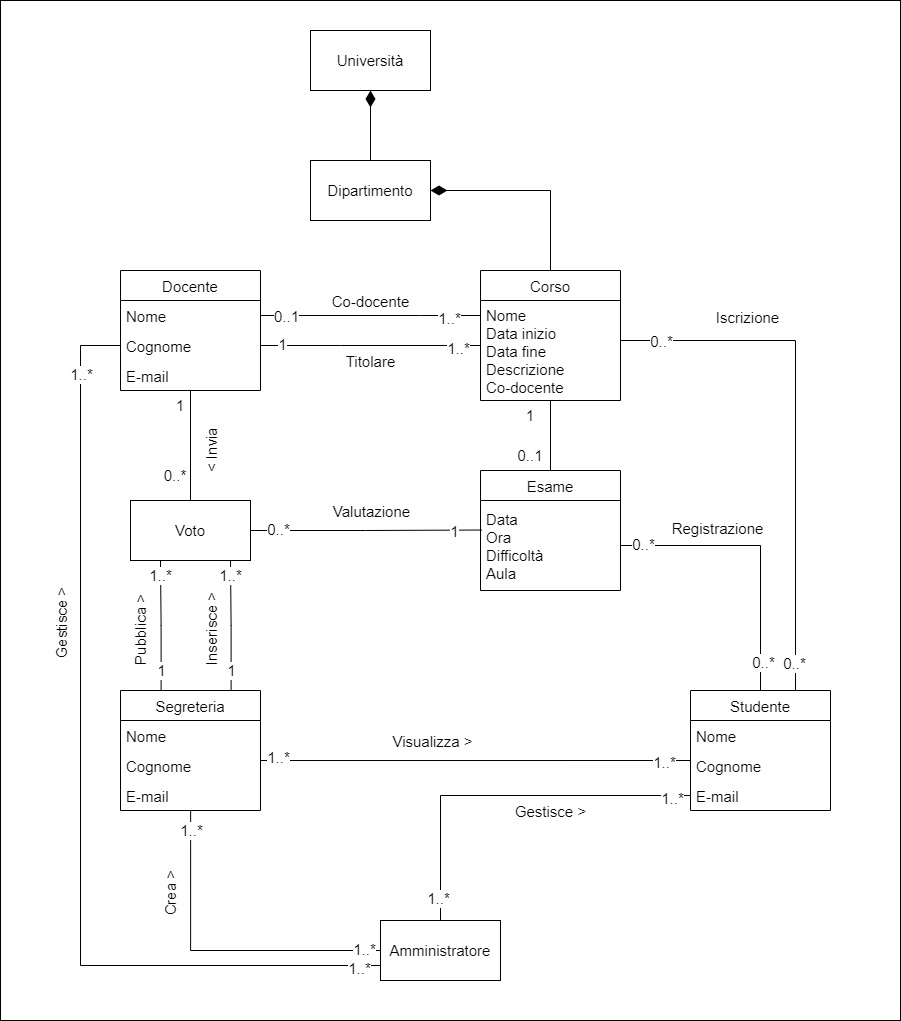 Università
Dipartimento
Docente
Nome
Cognome
E-mail
Corso
Nome
Data inizio
Data fine
Descrizione
Co-docente
Co-docente
0..1
1..*
1
1..*
Titolare
Iscrizione
0..*
1..*
1
< Invia
0..*
1
0..1
Esame
Data
Ora
Difficoltà
Aula
Voto
Valutazione
0..*
1
Registrazione
0..*
1..*
1..*
Gestisce >
Pubblica >
Inserisce >
1
1
0..*
0..*
Segreteria
Nome
Cognome
E-mail
Studente
Nome
Cognome
E-mail
Visualizza >
1..*
1..*
1..*
Gestisce >
1..*
Crea >
1..*
Amministratore
1..*
1..*